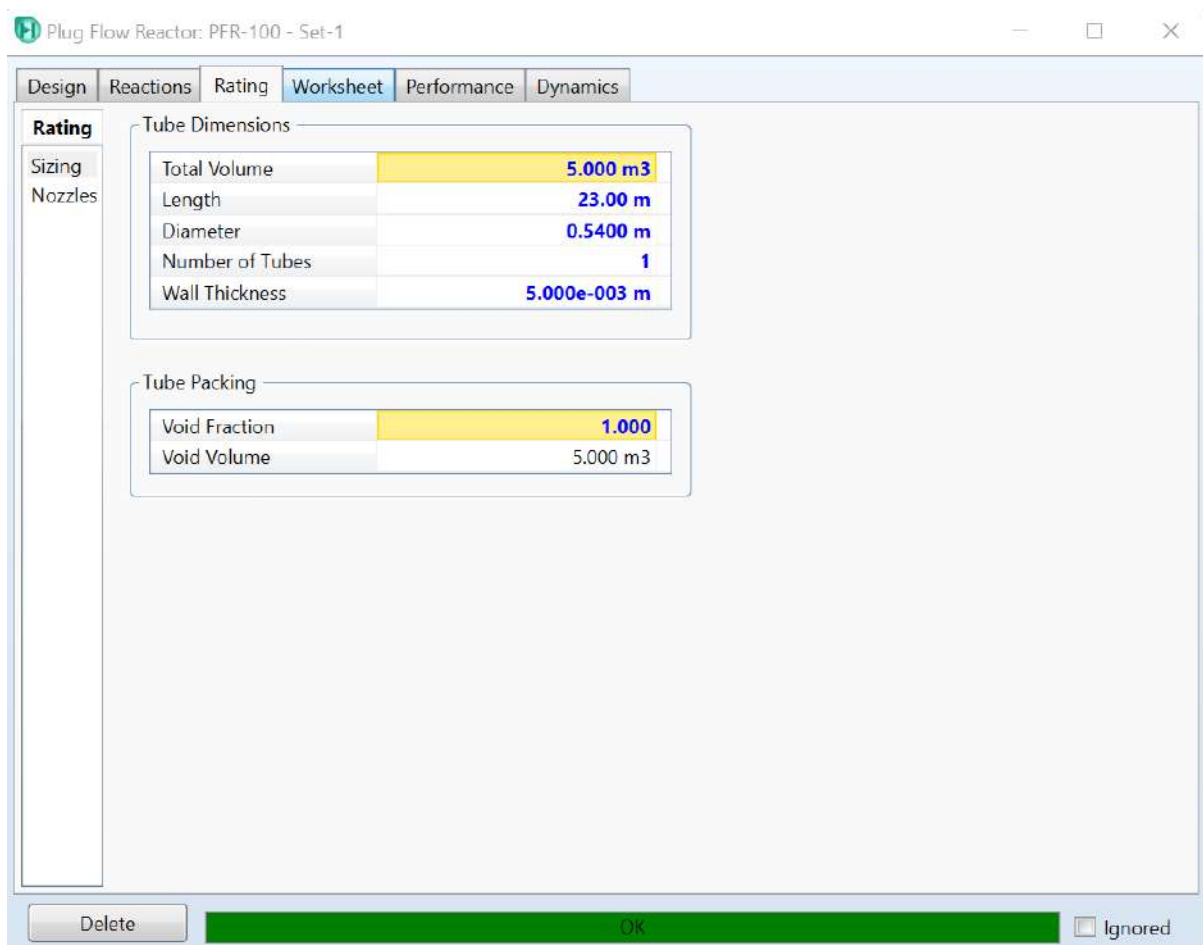 Plug Flow Reactor: PFR-100 - Set-1
Design Reactions Rating Worksheet Performance Dynamics
Rating
Sizing
Nozzles
Tube Dimensions
Total Volume 5.000 m3
Length 23.00 m
Diameter 0.5400 m
Number of Tubes 1
Wall Thickness 5.000e-003 m
Tube Packing
Void Fraction 1.000
Void Volume 5.000 m3
Delete OK Ignored